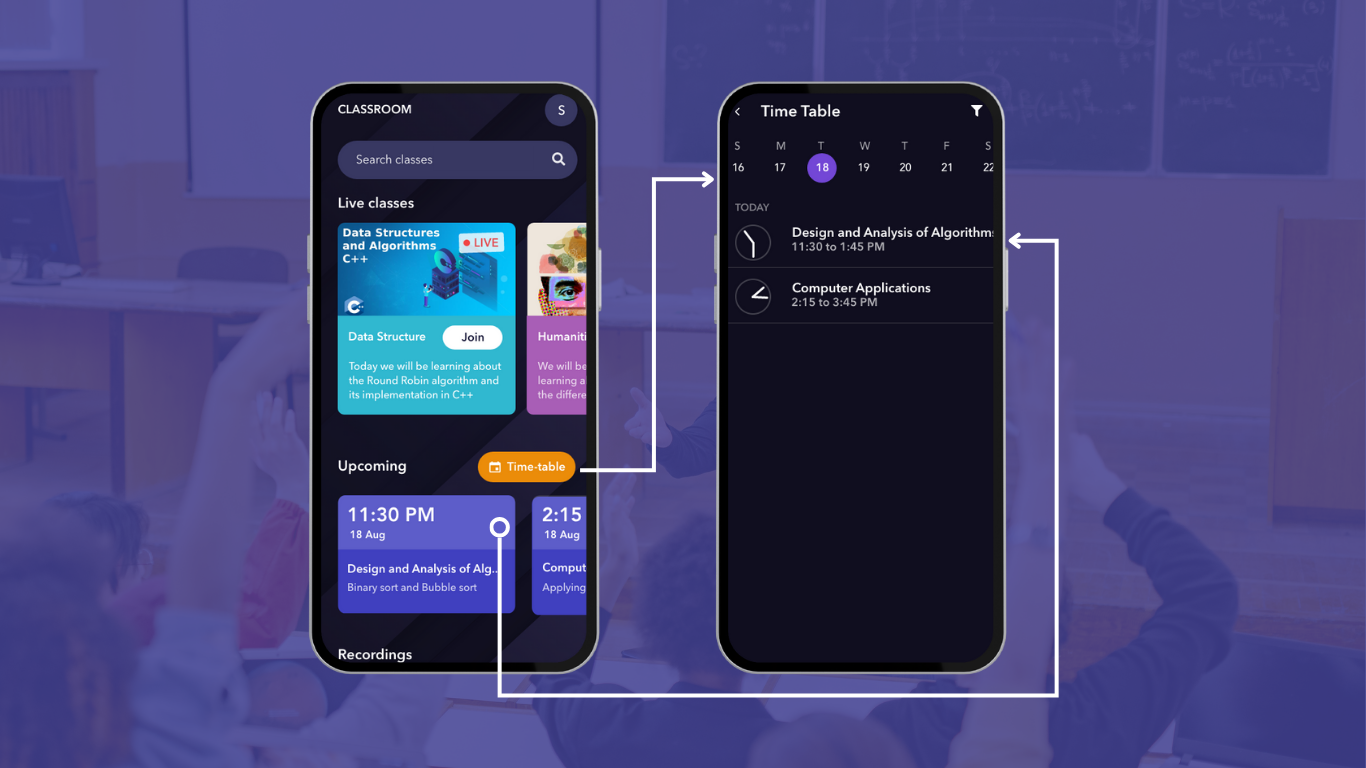 CLASSROOM
S
Search classes
Live classes
Data Structures
and Algorithms
C++
LIVE
C
Data Structure
Join
Today we will be learning about
the Round Robin algorithm and
its implementation in C++
Humaniti
We will be
learning a
the differe
Upcoming
Time-table
11:30 PM
18 Aug
Design and Analysis of Alg..
Binary sort and Bubble sort
2:15
18 Aug
Comput
Applying
Recordings
Time Table
S M T W T F S
16 17 18 19 20 21 22
TODAY
Design and Analysis of Algorithms
11:30 to 1:45 PM
Computer Applications
2:15 to 3:45 PM